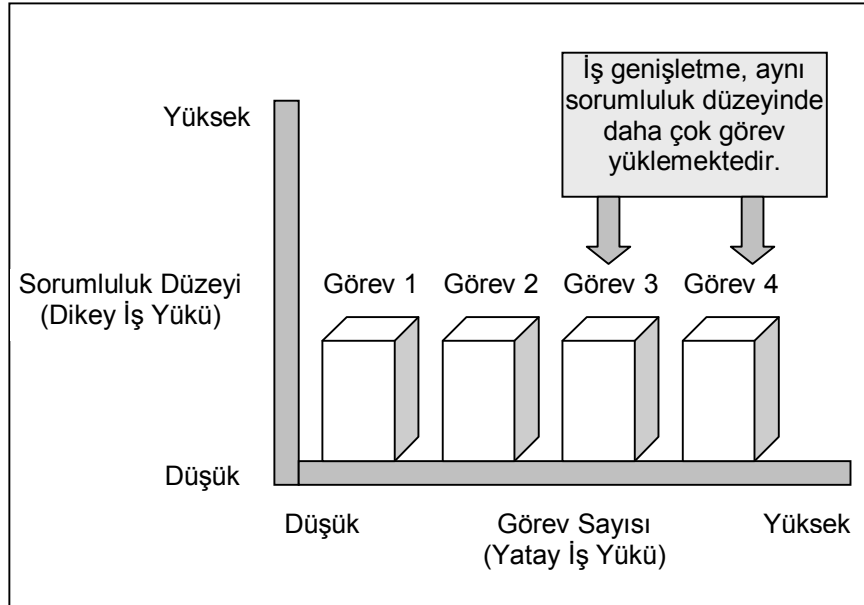 İş genişletme, aynı
sorumluluk düzeyinde
daha çok görev
yüklemektedir.
Yüksek
Sorumluluk Düzeyi
(Dikey İş Yükü)
Görev 1 Görev 2 Görev 3 Görev 4
Düşük
Düşük Görev Sayısı Yüksek
(Yatay İş Yükü)